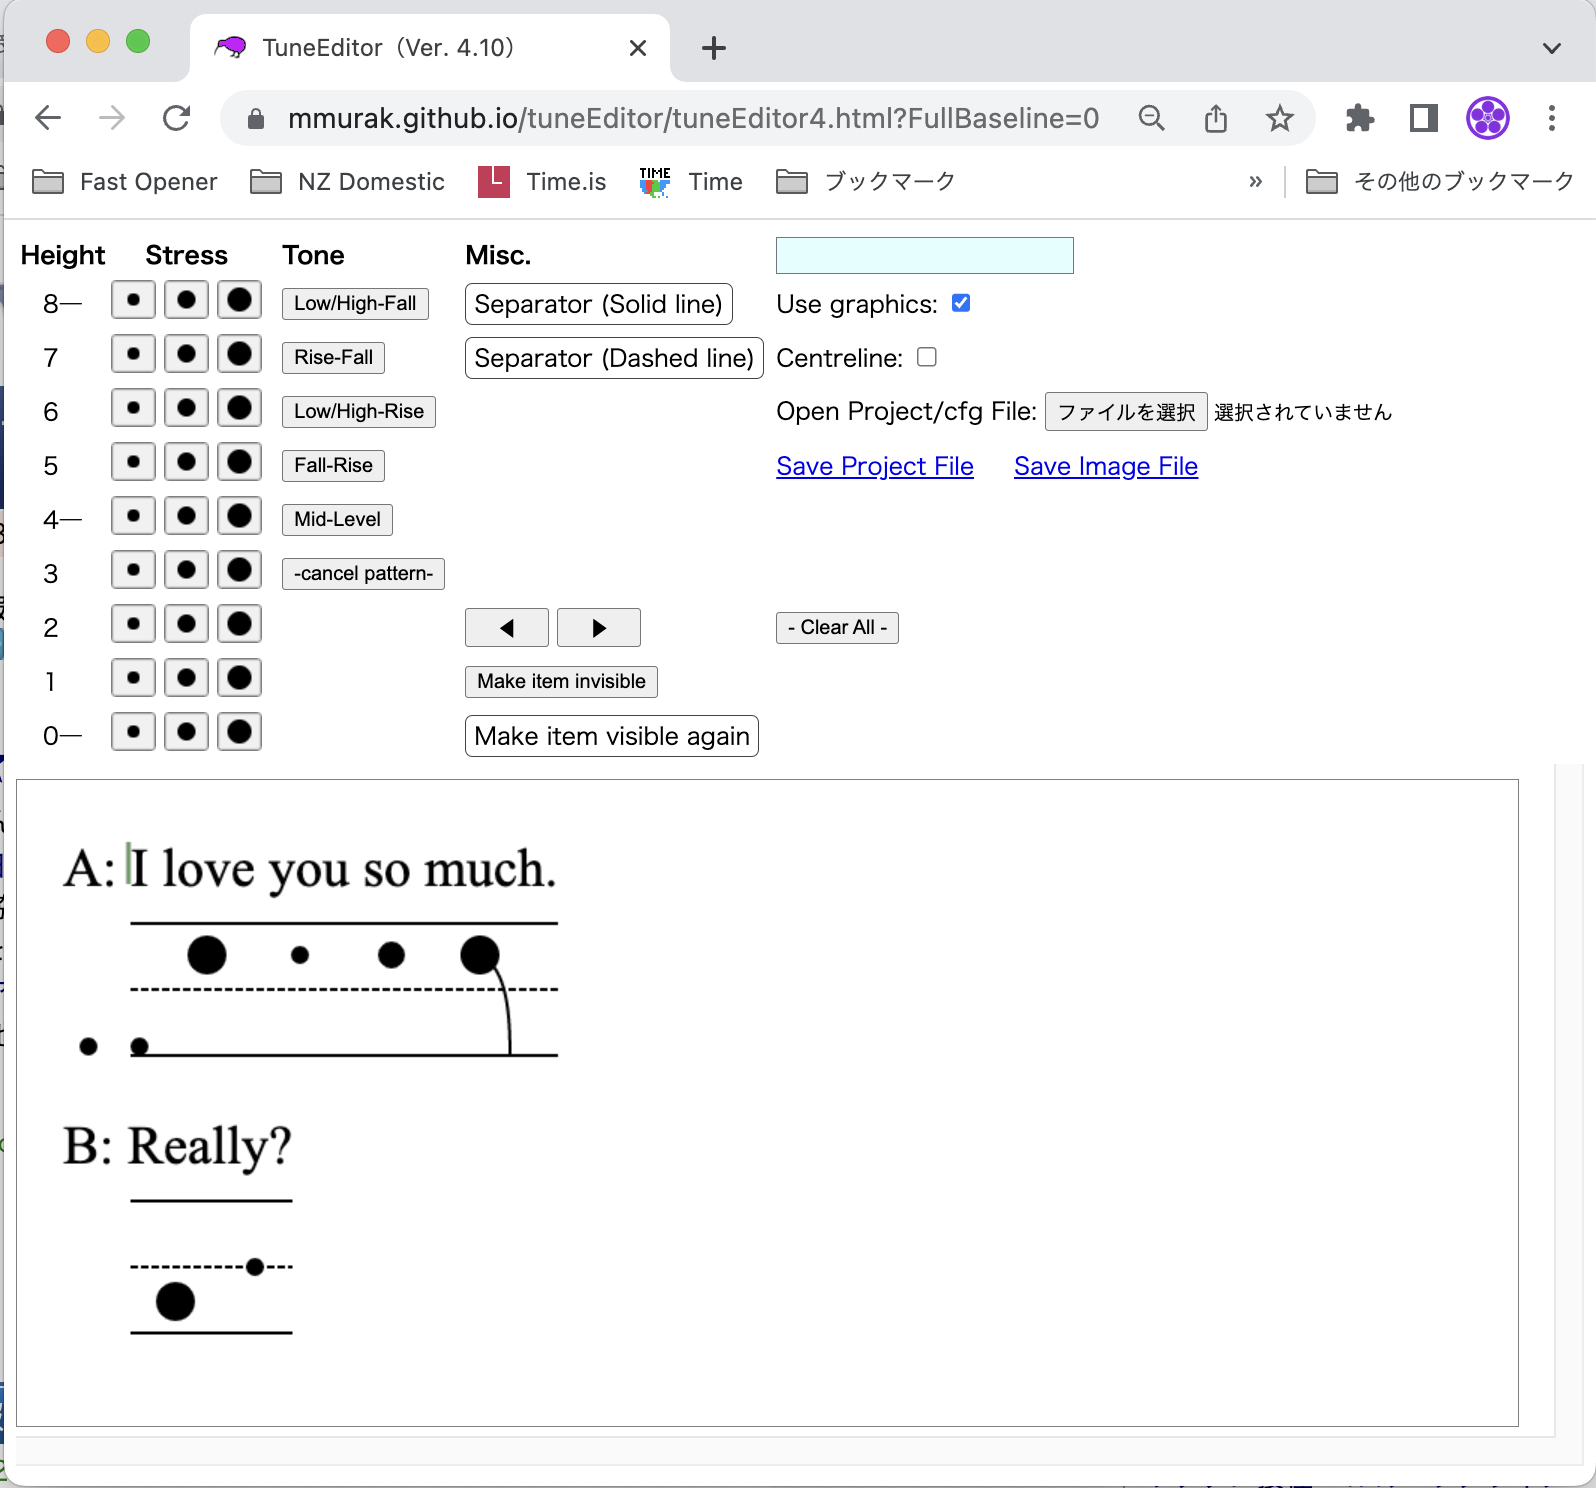 TuneEditor（Ver. 4.10）
mmurak.github.io/tuneEditor/tuneEditor4.html?FullBaseline=0
Fast Opener NZ Domestic Time.is TIME Time ブックマーク » その他のブックマーク
Height Stress Tone Misc.
8— Low/High-Fall Separator (Solid line) Use graphics:
7 Rise-Fall Separator (Dashed line) Centreline:
6 Low/High-Rise Open Project/cfg File: ファイルを選択 選択されていません
5 Fall-Rise Save Project File Save Image File
4— Mid-Level
3 -cancel pattern-
2 - Clear All -
1 Make item invisible
0— Make item visible again
A: I love you so much.
B: Really?